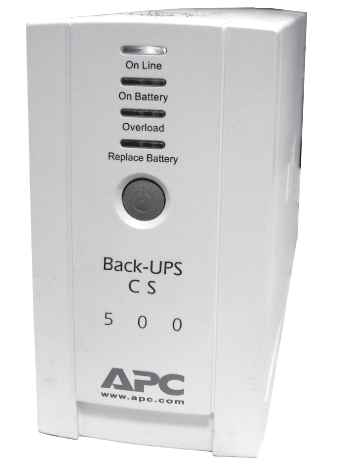 On Line
On Battery
Overload
Replace Battery
Back-UPS
C S
5 0 0
APC
www.apc.com